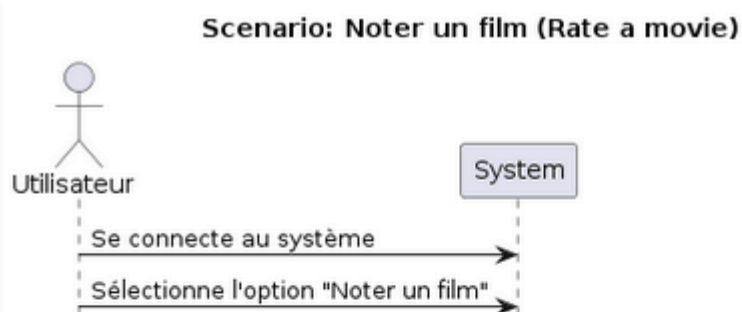 Scenario: Noter un film (Rate a movie)
Utilisateur
System
Se connecte au système
Sélectionne l'option "Noter un film"